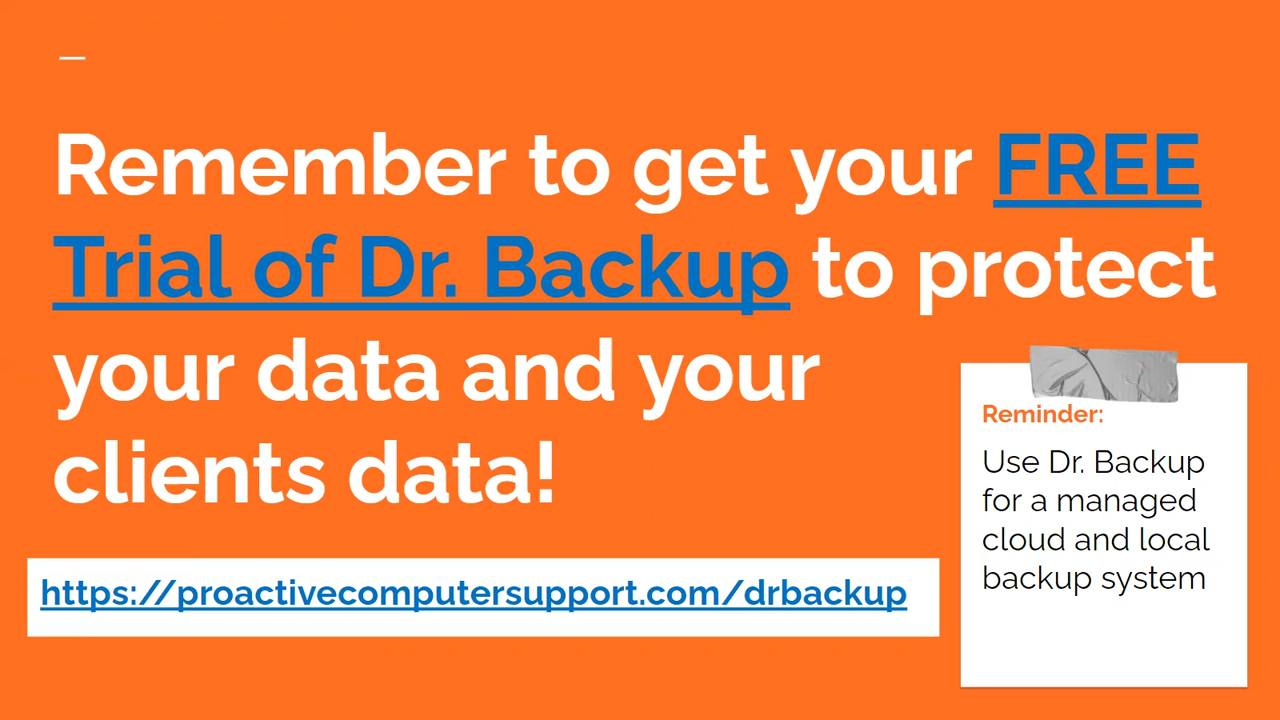 Remember to get your FREE
Trial of Dr. Backup to protect
your data and your
clients data!
https://proactivecomputersupport.com/drbackup
Reminder:
Use Dr. Backup
for a managed
cloud and local
backup system